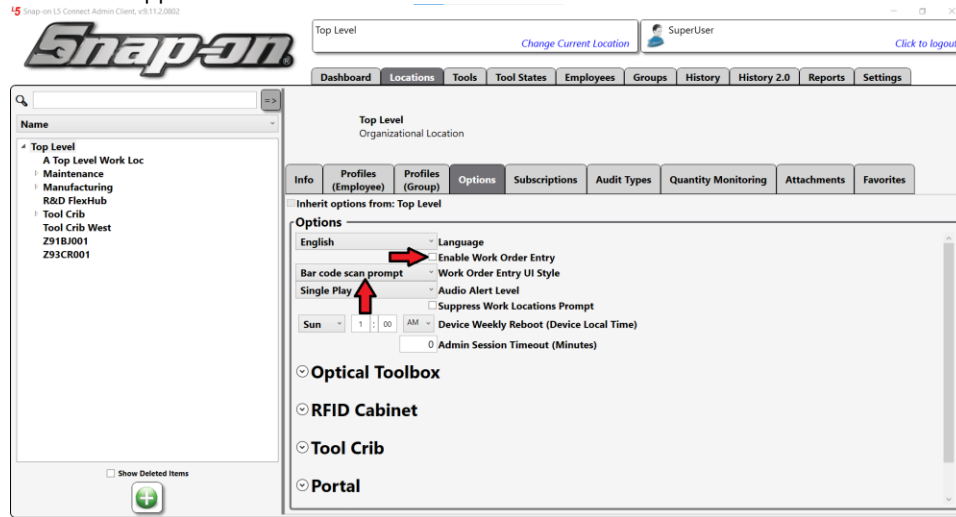 Snap-on L5 Connect Admin Client, v:9.11.2.0802
Snap-on
Top Level
Change Current Location
SuperUser
Click to logout
Dashboard Locations Tools Tool States Employees Groups History History 2.0 Reports Settings
=>
Name
Top Level
A Top Level Work Loc
Maintenance
Manufacturing
R&D FlexHub
Tool Crib
Tool Crib West
Z91BJ001
Z93CR001
Show Deleted Items
Top Level
Organizational Location
Info Profiles (Employee) Profiles (Group) Options Subscriptions Audit Types Quantity Monitoring Attachments Favorites
Inherit options from: Top Level
Options
English Language
Enable Work Order Entry
Bar code scan prompt Work Order Entry UI Style
Single Play Audio Alert Level
Suppress Work Locations Prompt
Sun 1 : 00 AM Device Weekly Reboot (Device Local Time)
0 Admin Session Timeout (Minutes)
Optical Toolbox
RFID Cabinet
Tool Crib
Portal